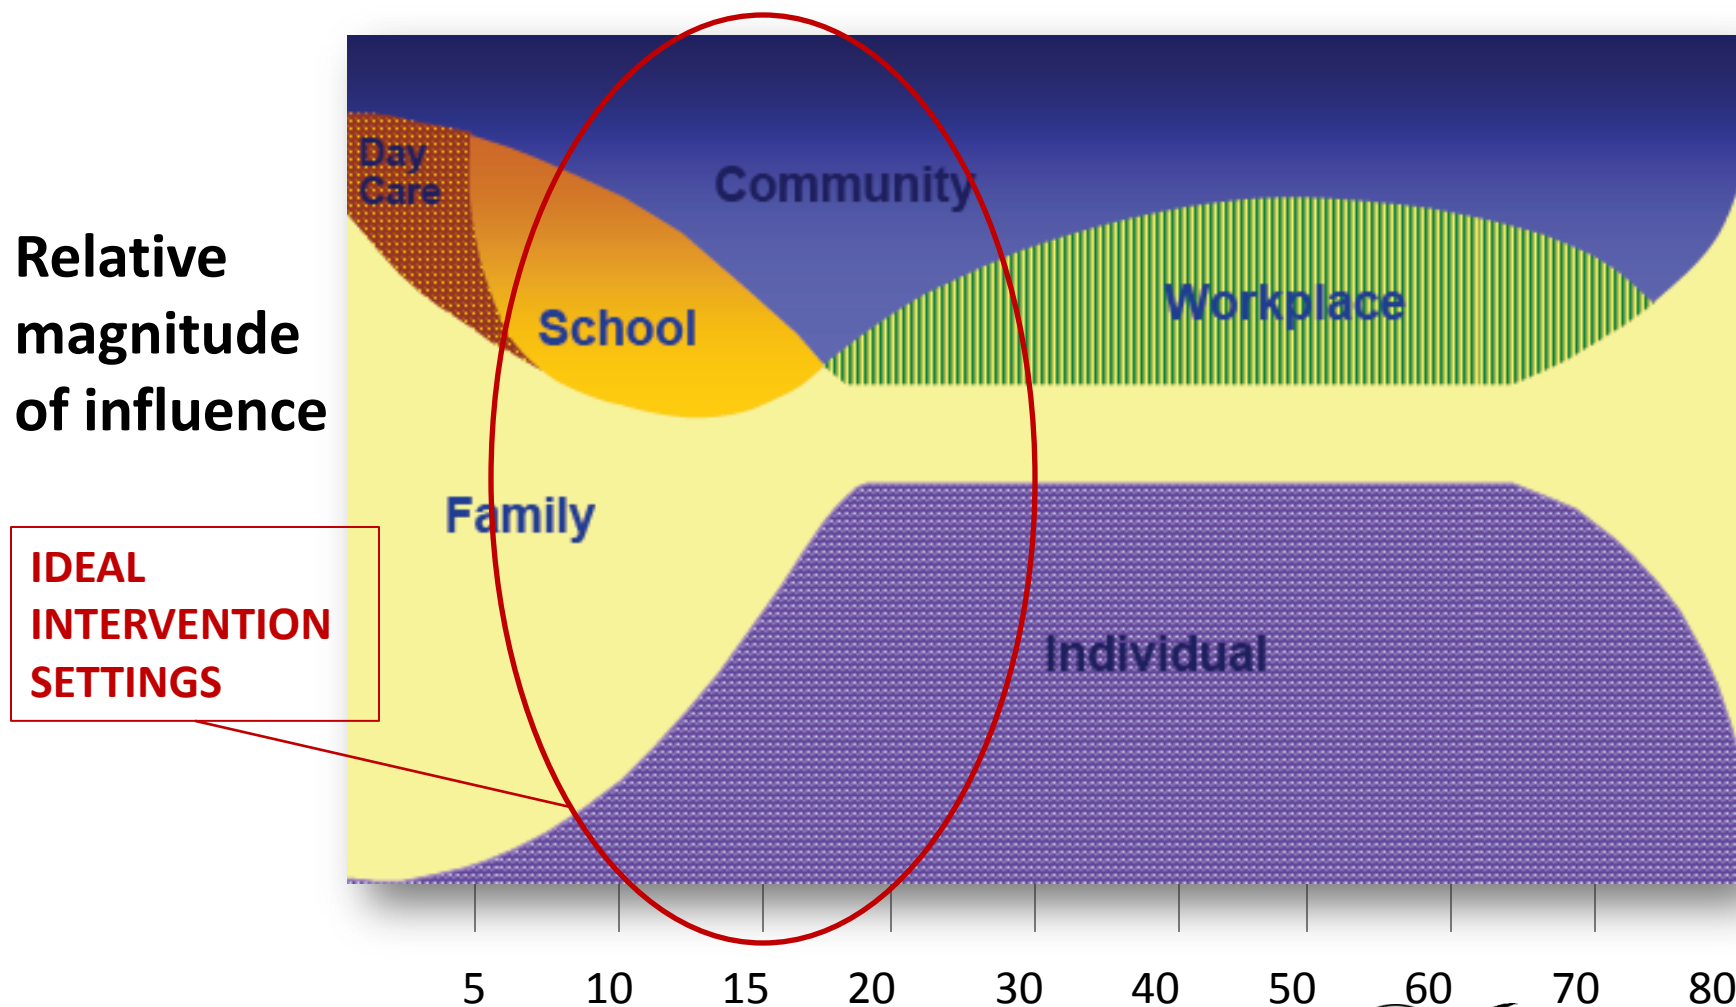 Day
Care
Community
Relative
magnitude
of influence
School
Workplace
Family
IDEAL
INTERVENTION
SETTINGS
Individual
5 10 15 20 30 40 50 60 70 80